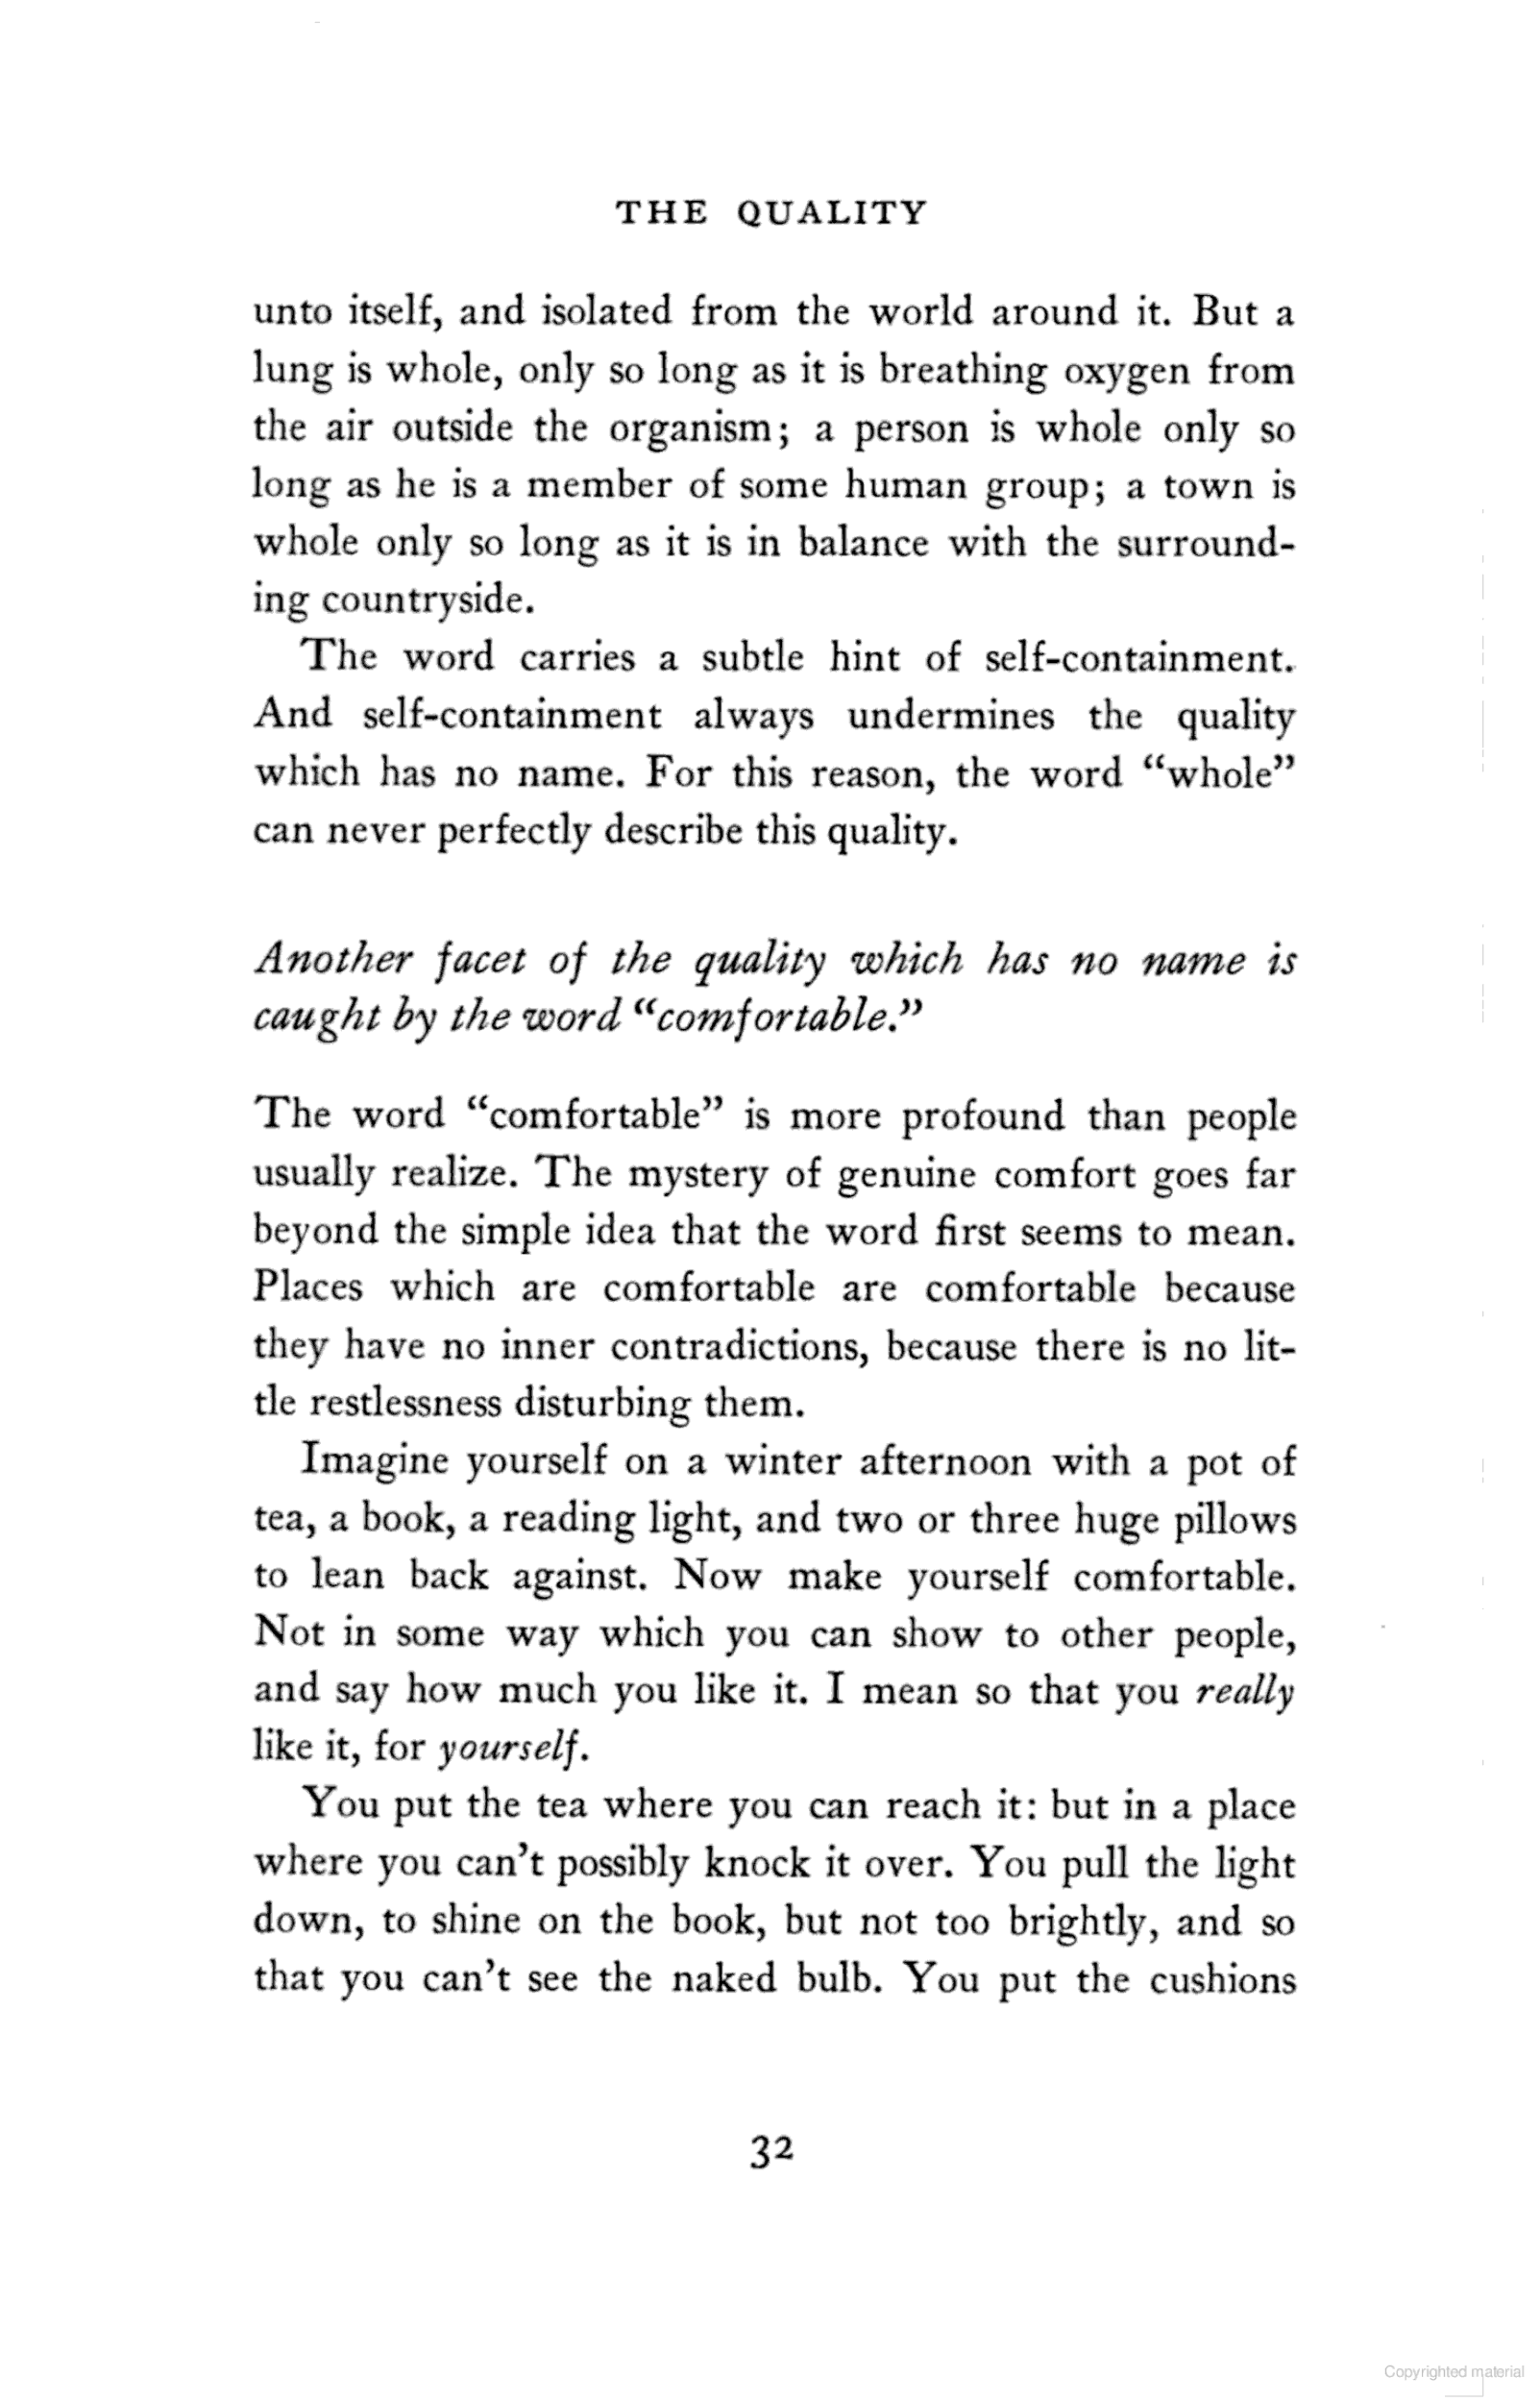 THE QUALITY
unto itself, and isolated from the world around it. But a
lung is whole, only so long as it is breathing oxygen from
the air outside the organism; a person is whole only so
long as he is a member of some human group; a town is
whole only so long as it is in balance with the surround-
ing countryside.
The word carries a subtle hint of self-containment.
And self-containment always undermines the quality
which has no name. For this reason, the word “whole”
can never perfectly describe this quality.
Another facet of the quality which has no name is
caught by the word “comfortable.”
The word “comfortable” is more profound than people
usually realize. The mystery of genuine comfort goes far
beyond the simple idea that the word first seems to mean.
Places which are comfortable are comfortable because
they have no inner contradictions, because there is no lit-
tle restlessness disturbing them.
Imagine yourself on a winter afternoon with a pot of
tea, a book, a reading light, and two or three huge pillows
to lean back against. Now make yourself comfortable.
Not in some way which you can show to other people,
and say how much you like it. I mean so that you really
like it, for yourself.
You put the tea where you can reach it: but in a place
where you can’t possibly knock it over. You pull the light
down, to shine on the book, but not too brightly, and so
that you can’t see the naked bulb. You put the cushions
32
Copyrighted material